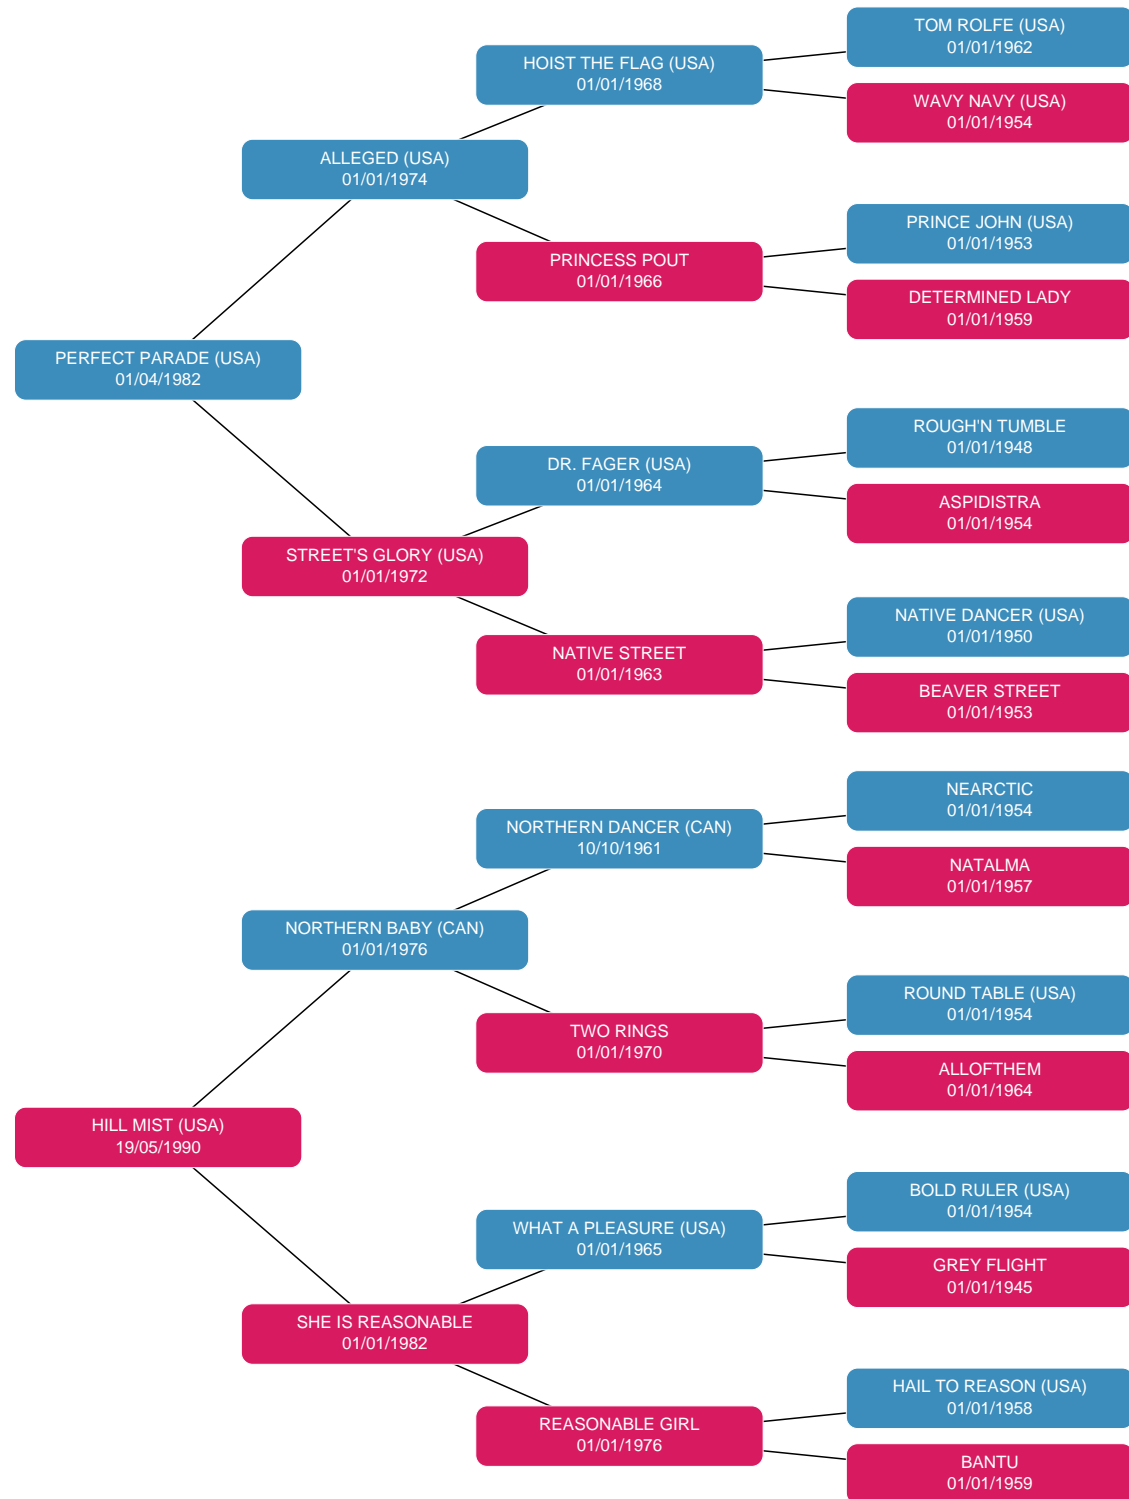 TOM ROLFE (USA)
01/01/1962
HOIST THE FLAG (USA)
01/01/1968
WAVY NAVY (USA)
01/01/1954
ALLEGED (USA)
01/01/1974
PRINCE JOHN (USA)
01/01/1953
PRINCESS POUT
01/01/1966
DETERMINED LADY
01/01/1959
PERFECT PARADE (USA)
01/04/1982
ROUGH'N TUMBLE
01/01/1948
DR. FAGER (USA)
01/01/1964
ASPIDISTRA
01/01/1954
STREET'S GLORY (USA)
01/01/1972
NATIVE DANCER (USA)
01/01/1950
NATIVE STREET
01/01/1963
BEAVER STREET
01/01/1953
NEARCTIC
01/01/1954
NORTHERN DANCER (CAN)
10/10/1961
NATALMA
01/01/1957
NORTHERN BABY (CAN)
01/01/1976
ROUND TABLE (USA)
01/01/1954
TWO RINGS
01/01/1970
ALLOFTHEM
01/01/1964
HILL MIST (USA)
19/05/1990
BOLD RULER (USA)
01/01/1954
WHAT A PLEASURE (USA)
01/01/1965
GREY FLIGHT
01/01/1945
SHE IS REASONABLE
01/01/1982
HAIL TO REASON (USA)
01/01/1958
REASONABLE GIRL
01/01/1976
BANTU
01/01/1959